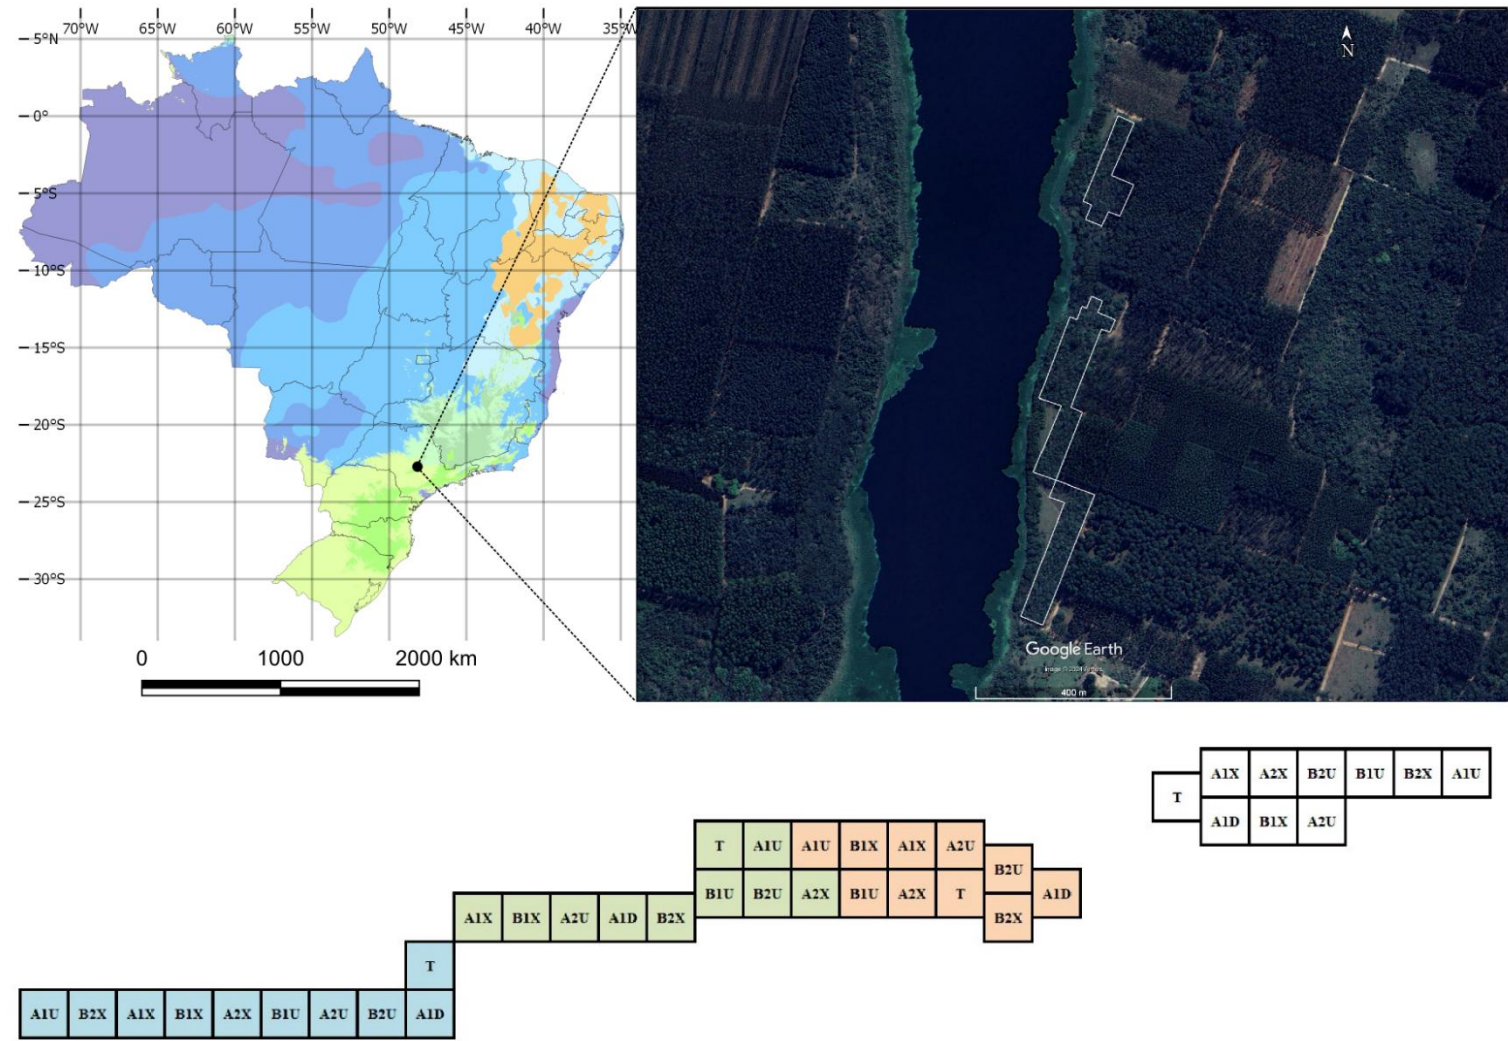 70°W 65°W 60°W 55°W 50°W 45°W 40°W 35°W
5°N
0°
5°S
10°S
15°S
20°S
25°S
30°S
0 1000 2000 km
N
Google Earth
400 m
A1X A2X B2U B1U B2X A1U
T
A1D B1X A2U
T A1U A1U B1X A1X A2U
B2U
B1U B2U A2X B1U A2X T A1D
A1X B1X A2U A1D B2X B2X
T
A1U B2X A1X B1X A2X B1U A2U B2U A1D